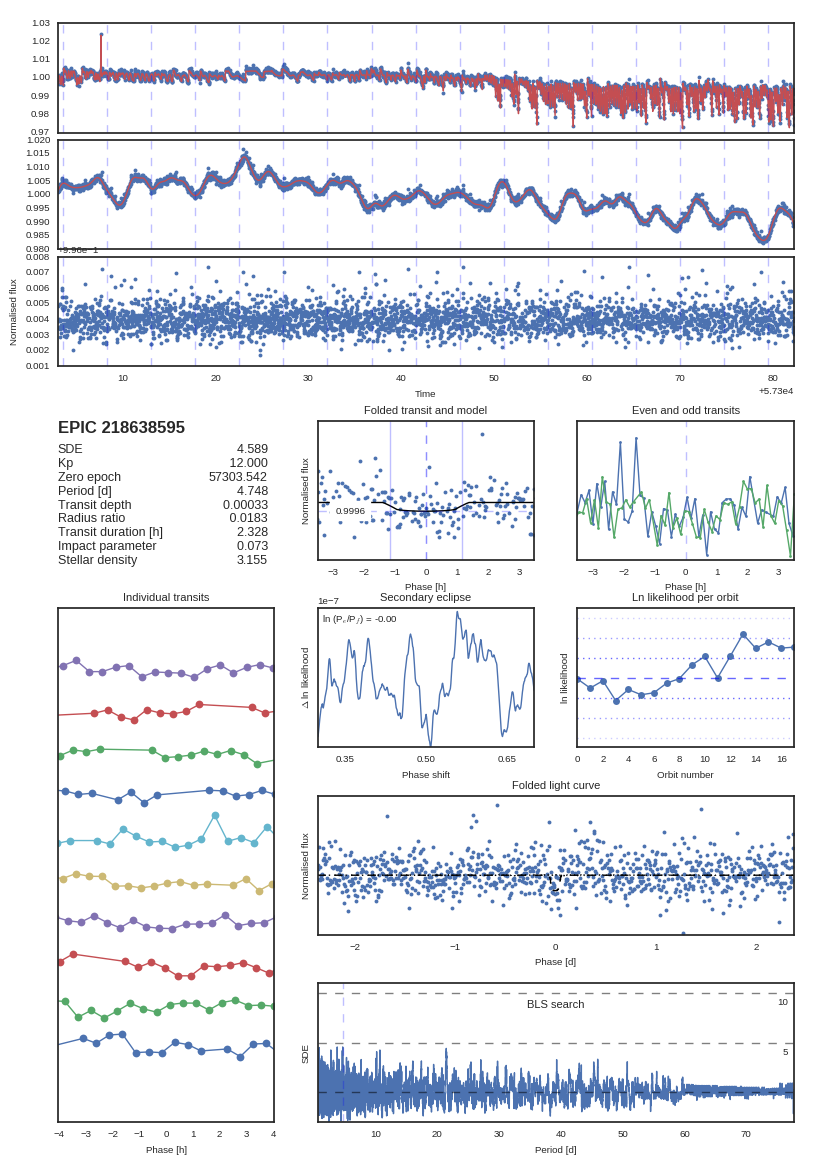 1.03
1.02
1.01
1.00
0.99
0.98
0.97
1.020
1.015
1.010
1.005
1.000
0.995
0.990
0.985
0.980
+9.96e−1
0.008
0.007
0.006
0.005
0.004
0.003
0.002
0.001
Normalised flux
10 20 30 40 50 60 70 80
Time
+5.73e4
EPIC 218638595
SDE 4.589
Kp 12.000
Zero epoch 57303.542
Period [d] 4.748
Transit depth 0.00033
Radius ratio 0.0183
Transit duration [h] 2.328
Impact parameter 0.073
Stellar density 3.155
Folded transit and model
Normalised flux
0.9996
−3 −2 −1 0 1 2 3
Phase [h]
Even and odd transits
−3 −2 −1 0 1 2 3
Phase [h]
Individual transits
−4 −3 −2 −1 0 1 2 3 4
Phase [h]
Secondary eclipse
1e−7
Δ ln likelihood
0.35 0.50 0.65
Phase shift
Ln likelihood per orbit
ln likelihood
0 2 4 6 8 10 12 14 16
Orbit number
Folded light curve
Normalised flux
−2 −1 0 1 2
Phase [d]
BLS search
10
5
SDE
10 20 30 40 50 60 70
Period [d]